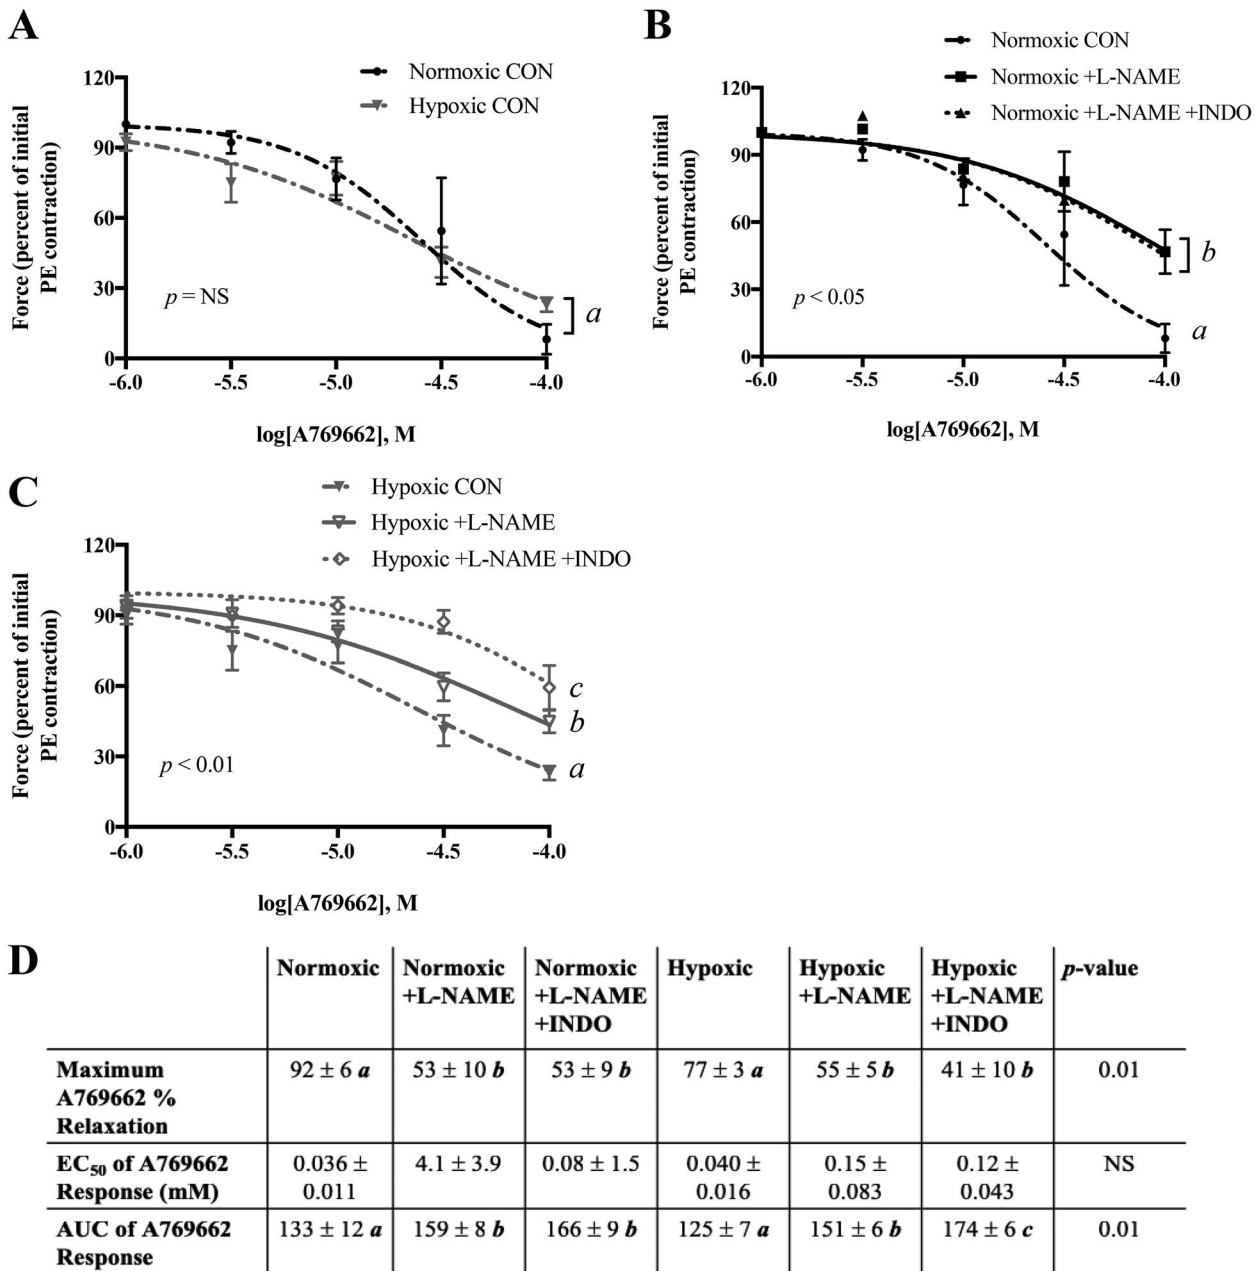 A
Normoxic CON
Hypoxic CON
Force (percent of initial
PE contraction)
120
90
60
30
0
p = NS
a
-6.0 -5.5 -5.0 -4.5 -4.0
log[A769662], M
B
Normoxic CON
Normoxic +L-NAME
Normoxic +L-NAME +INDO
Force (percent of initial
PE contraction)
120
90
60
30
0
p < 0.05
b
a
-6.0 -5.5 -5.0 -4.5 -4.0
log[A769662], M
C
Hypoxic CON
Hypoxic +L-NAME
Hypoxic +L-NAME +INDO
Force (percent of initial
PE contraction)
120
90
60
30
0
p < 0.01
c
b
a
-6.0 -5.5 -5.0 -4.5 -4.0
log[A769662], M
D
Normoxic
Normoxic
+L-NAME
Normoxic
+L-NAME
+INDO
Hypoxic
Hypoxic
+L-NAME
Hypoxic
+L-NAME
+INDO
p-value
Maximum
A769662 %
Relaxation
92 ± 6 a
53 ± 10 b
53 ± 9 b
77 ± 3 a
55 ± 5 b
41 ± 10 b
0.01
EC50 of A769662
Response (mM)
0.036 ±
0.011
4.1 ± 3.9
0.08 ± 1.5
0.040 ±
0.016
0.15 ±
0.083
0.12 ±
0.043
NS
AUC of A769662
Response
133 ± 12 a
159 ± 8 b
166 ± 9 b
125 ± 7 a
151 ± 6 b
174 ± 6 c
0.01